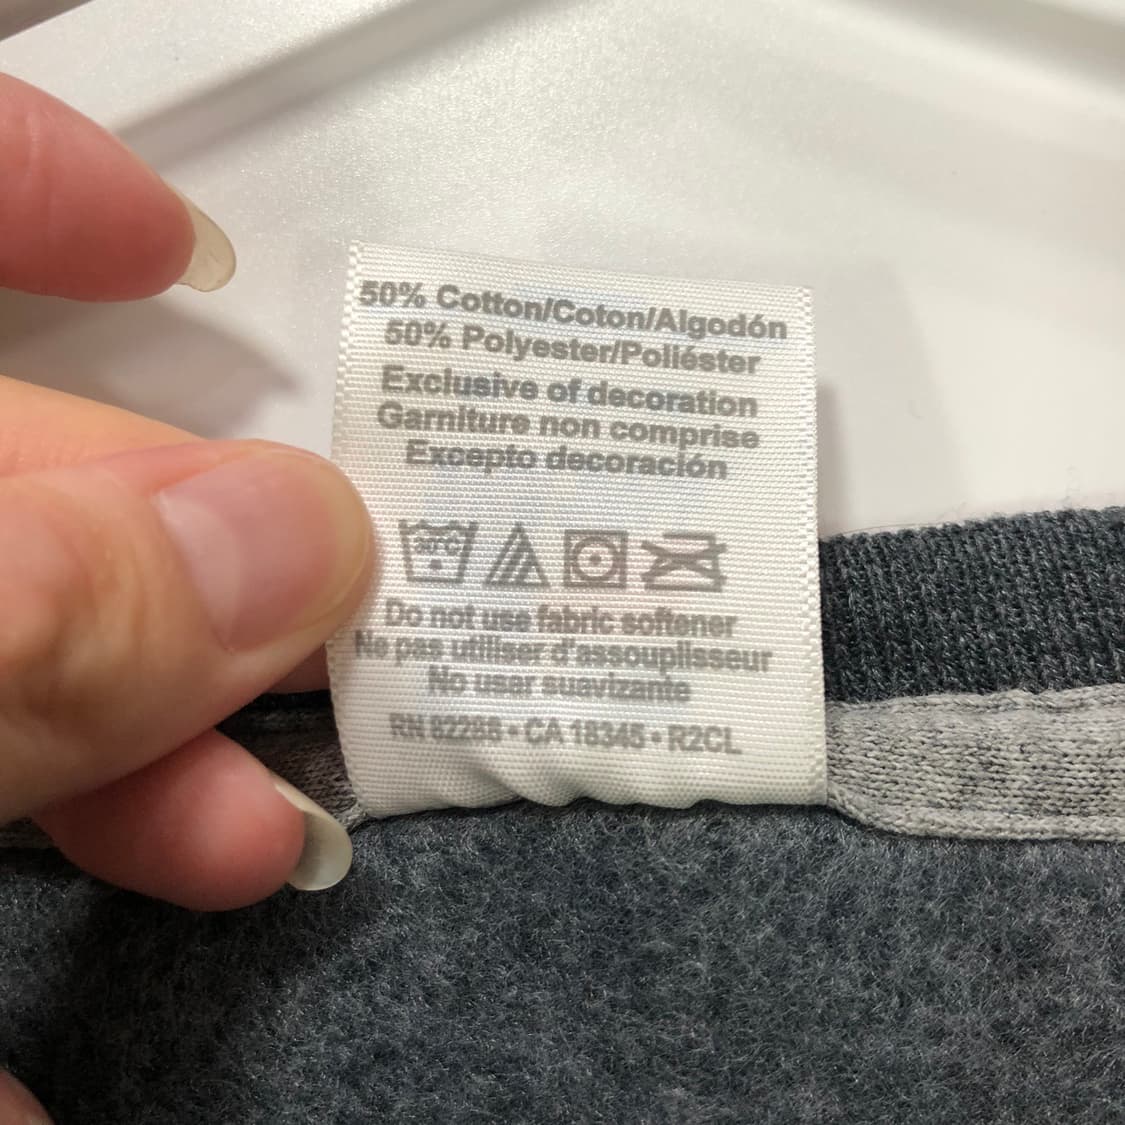 50% Cotton/Coton/Algodón
50% Polyester/Poliéster
Exclusive of decoration
Garniture non comprise
Excepto decoración
30°C
Do not use fabric softener
Ne pas utiliser d'assouplisseur
No usar suavizante
RN 82288 • CA 18345 • R2CL